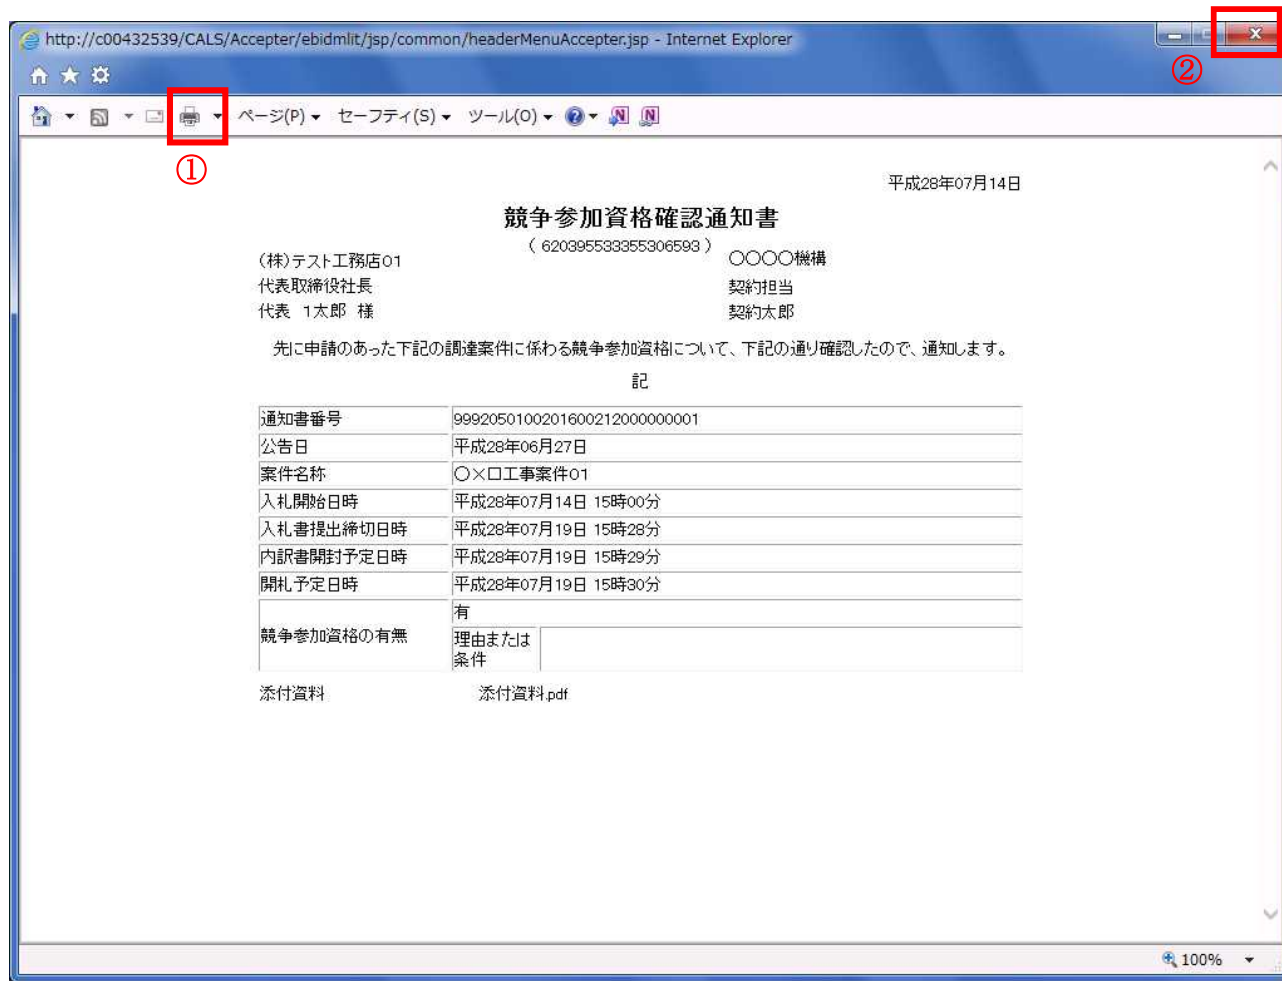 http://c00432539/CALS/Accepter/ebidmlit/jsp/common/headerMenuAccepter.jsp - Internet Explorer
②
ページ(P) セーフティ(S) ツール(O)
①
平成28年07月14日
競争参加資格確認通知書
( 620395533355306593 )
(株)テスト工務店01
〇〇〇〇機構
代表取締役社長
契約担当
代表 1太郎 様
契約太郎
先に申請のあった下記の調達案件に係わる競争参加資格について、下記の通り確認したので、通知します。
記
通知書番号 9992050100201600212000000001
公告日 平成28年06月27日
案件名称 〇×口工事案件01
入札開始日時 平成28年07月14日 15時00分
入札書提出締切日時 平成28年07月19日 15時28分
内訳書開封予定日時 平成28年07月19日 15時29分
開札予定日時 平成28年07月19日 15時30分
競争参加資格の有無 有
理由または
条件
添付資料 添付資料.pdf
100%